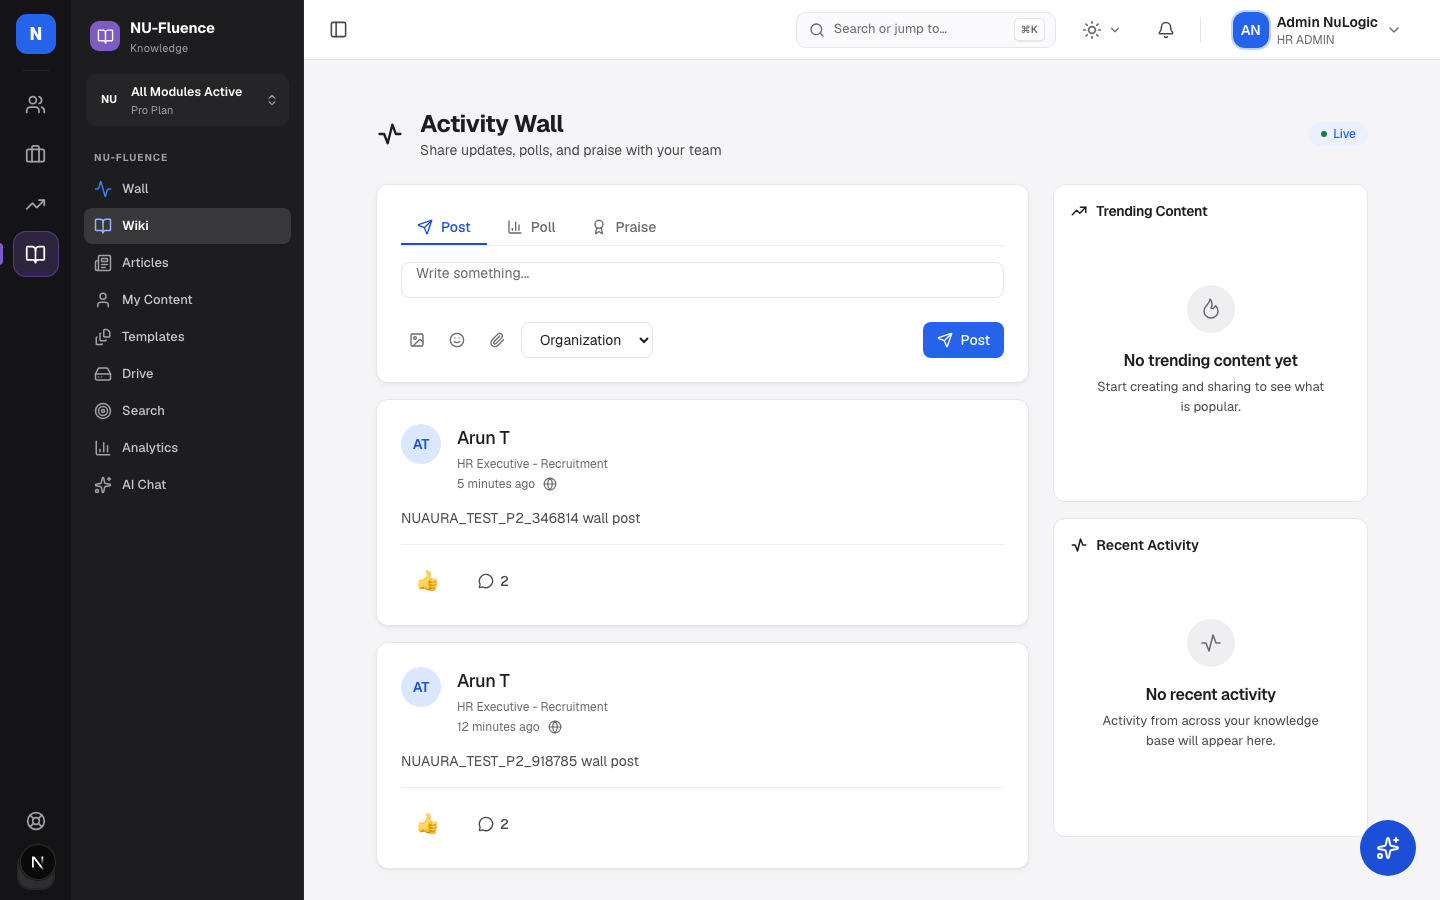 N
NU-Fluence
Knowledge
NU
All Modules Active
Pro Plan
NU-FLUENCE
Wall
Wiki
Articles
My Content
Templates
Drive
Search
Analytics
AI Chat
N
Search or jump to...
⌘K
AN
Admin NuLogic
HR ADMIN
Activity Wall
Share updates, polls, and praise with your team
Live
Post
Poll
Praise
Write something...
Organization
Post
AT
Arun T
HR Executive - Recruitment
5 minutes ago
NUAURA_TEST_P2_346814 wall post
2
AT
Arun T
HR Executive - Recruitment
12 minutes ago
NUAURA_TEST_P2_918785 wall post
2
Trending Content
No trending content yet
Start creating and sharing to see what
is popular.
Recent Activity
No recent activity
Activity from across your knowledge
base will appear here.